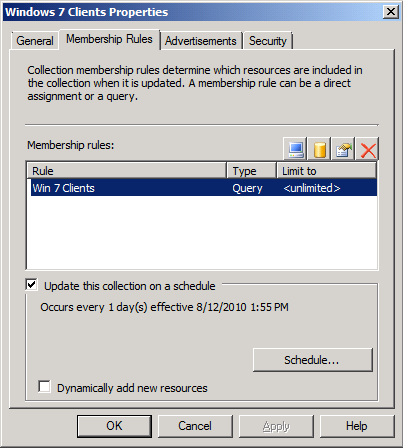 Windows 7 Clients Properties
General Membership Rules Advertisements Security
Collection membership rules determine which resources are included
in the collection when it is updated. A membership rule can be a direct
assignment or a query.
Membership rules:
Rule Type Limit to
Win 7 Clients Query <unlimited>
Update this collection on a schedule
Occurs every 1 day(s) effective 8/12/2010 1:55 PM
Schedule...
Dynamically add new resources
OK Cancel Apply Help